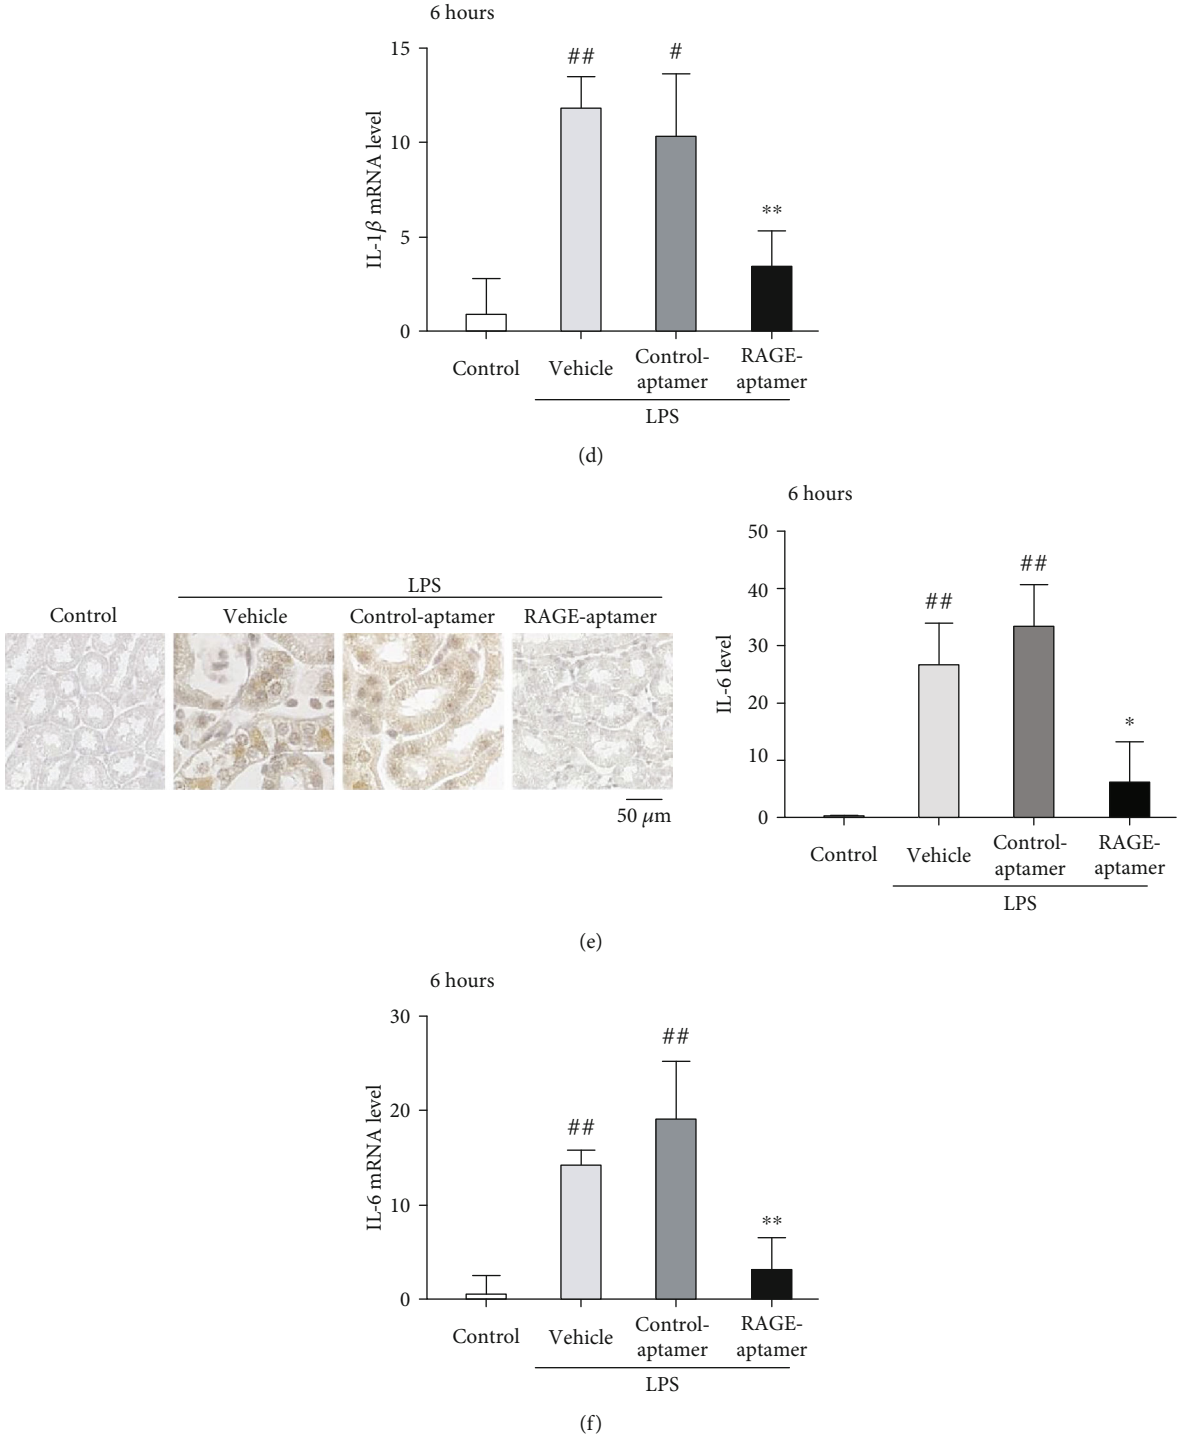 6 hours
15
10
5
0
IL-1β mRNA level
##
#
**
Control
Vehicle
Control-
aptamer
RAGE-
aptamer
LPS
(d)
LPS
Control
Vehicle
Control-aptamer
RAGE-aptamer
50 μm
6 hours
50
40
30
20
10
0
IL-6 level
##
##
*
Control
Vehicle
Control-
aptamer
RAGE-
aptamer
LPS
(e)
6 hours
30
20
10
0
IL-6 mRNA level
##
##
**
Control
Vehicle
Control-
aptamer
RAGE-
aptamer
LPS
(f)